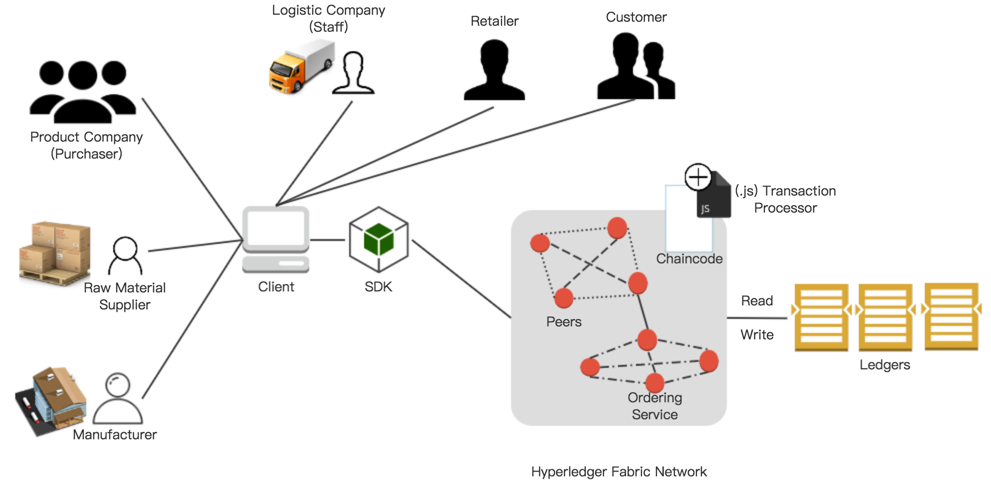 Logistic Company
(Staff)
Retailer
Customer
Product Company
(Purchaser)
(.js) Transaction
Processor
JS
Chaincode
Raw Material
Supplier
Client
SDK
Peers
Read
Write
Ledgers
Ordering
Service
Manufacturer
Hyperledger Fabric Network